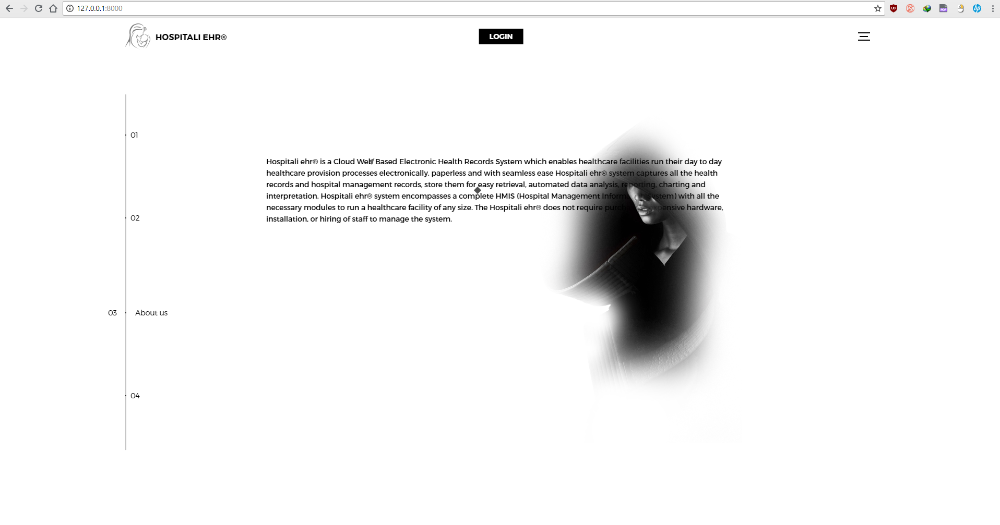 127.0.0.1:8000
HOSPITALI EHR®
LOGIN
01
Hospitali ehr® is a Cloud Web Based Electronic Health Records System which enables healthcare facilities run their day to day
healthcare provision processes electronically, paperless and with seamless ease Hospitali ehr® system captures all the health
records and hospital management records, store them for easy retrieval, automated data analysis, reporting, charting and
interpretation. Hospitali ehr® system encompasses a complete HMIS (Hospital Management Information System) with all the
necessary modules to run a healthcare facility of any size. The Hospitali ehr® does not require expensive hardware,
installation, or hiring of staff to manage the system.
02
03 About us
04